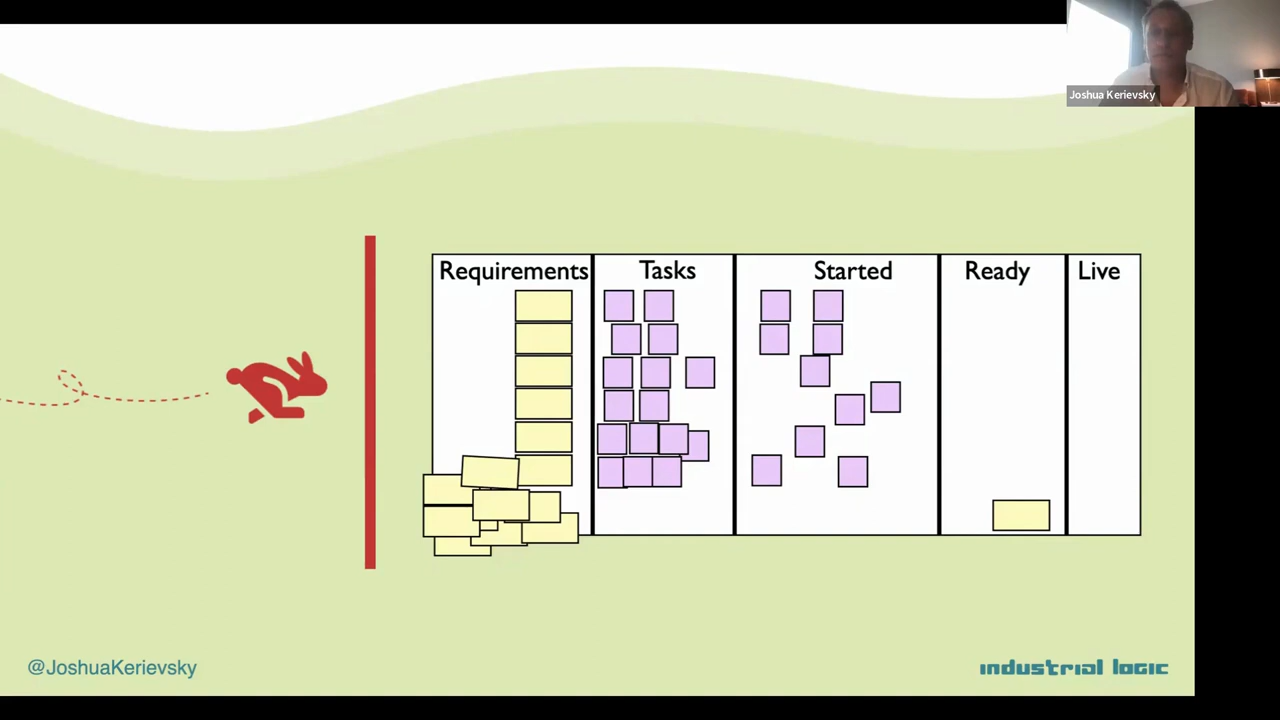 Joshua Kerievsky
Requirements Tasks Started Ready Live
@JoshuaKerievsky
industrial logic